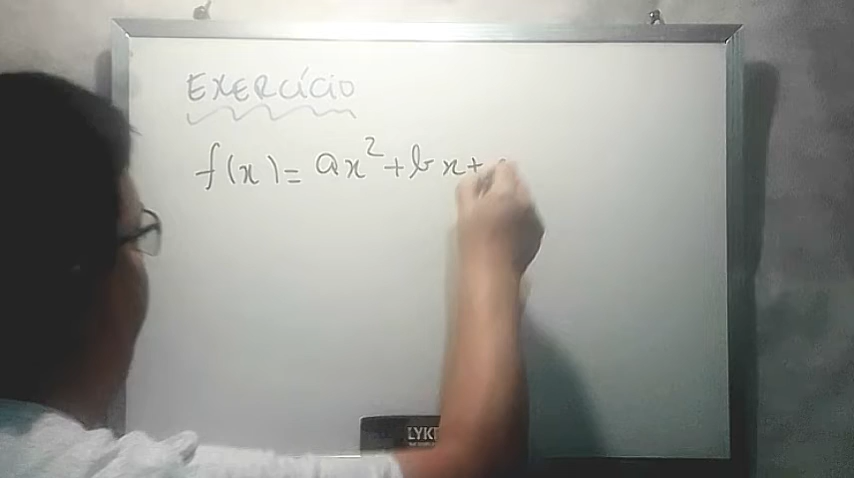 EXERCÍCIO
f(x) = ax² + bx +